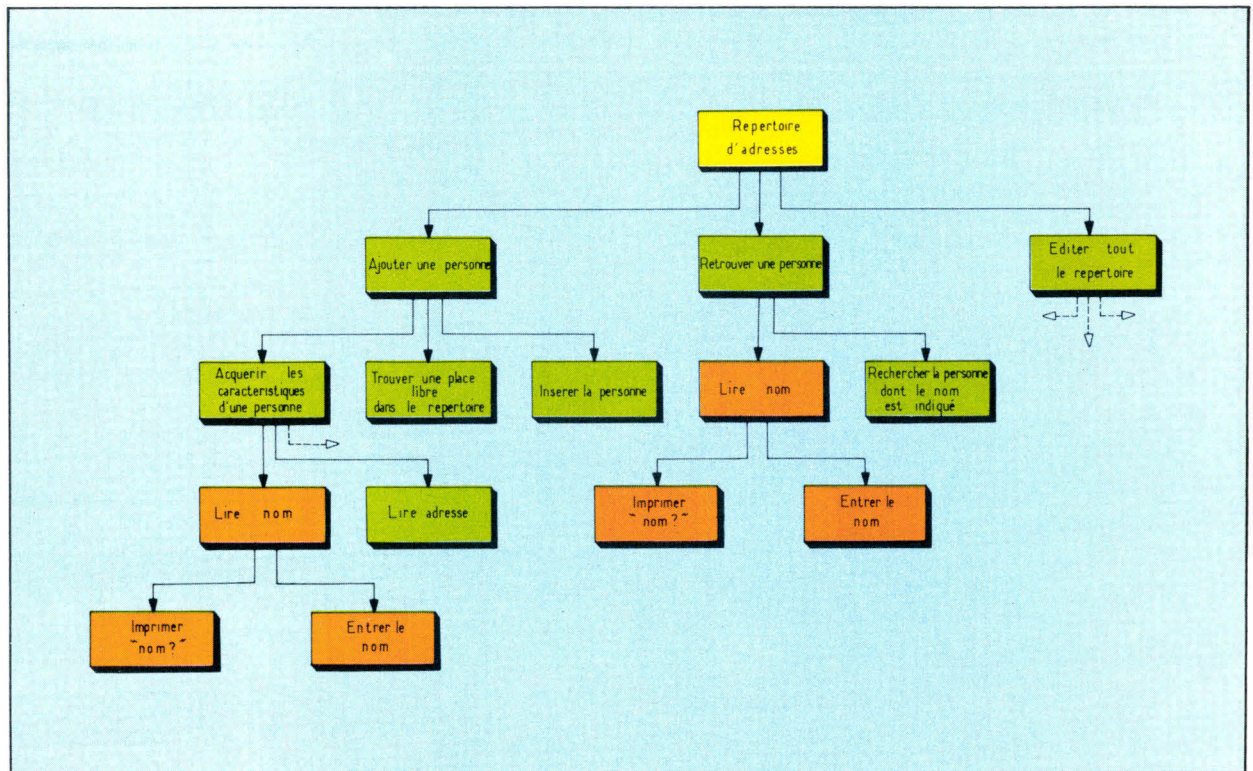 Repertoire
d'adresses
Ajouter une personne
Retrouver une personne
Editer tout
le repertoire
Acquerir les
caracteristiques
d'une personne
Trouver une place
libre
dans le repertoire
Inserer la personne
Lire nom
Rechercher la personne
dont le nom
est indiqué
Lire nom
Lire adresse
Imprimer
"nom?"
Entrer le
nom
Imprimer
"nom?"
Entrer le
nom